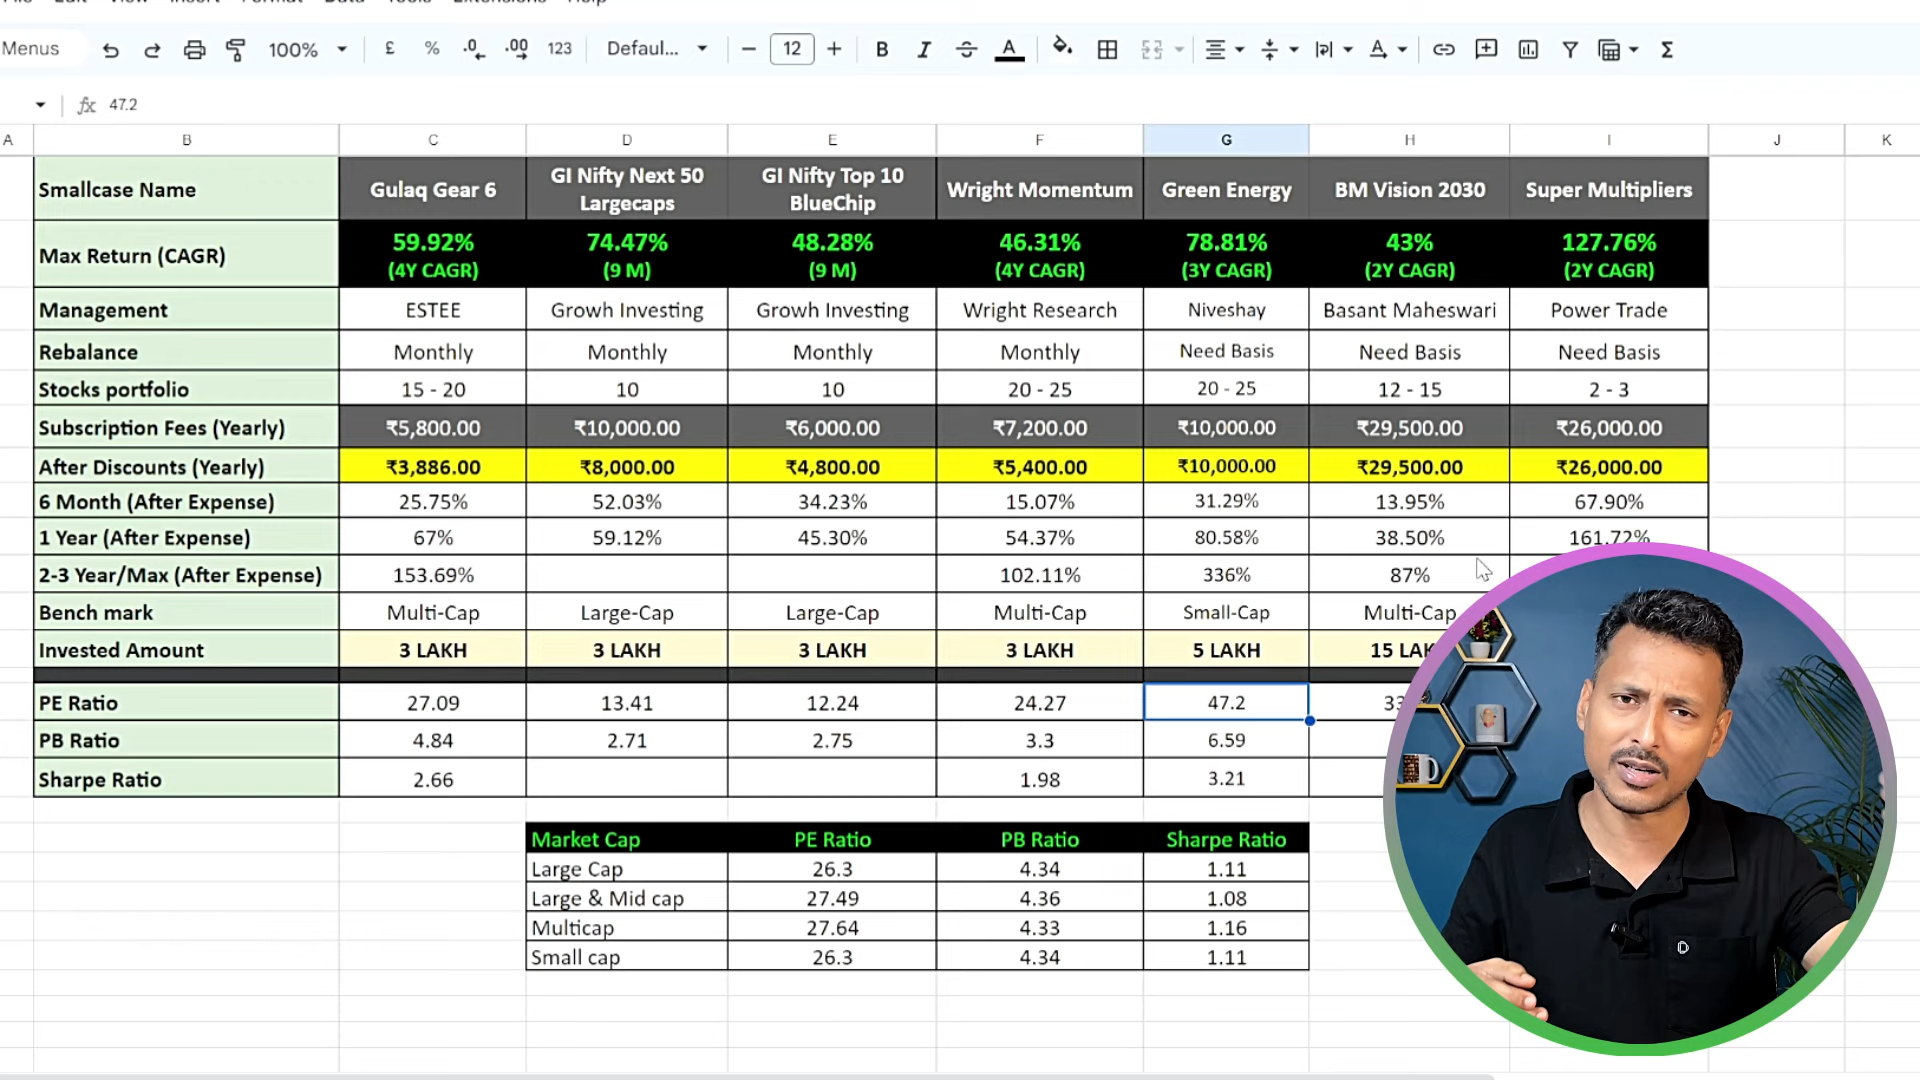 Menus 100% £ % .0 .00 123 Defaul... 12 B I A A Σ
fx 47.2
A B C D E F G H I J K
Smallcase Name Gulaq Gear 6 GI Nifty Next 50 Largecaps GI Nifty Top 10 BlueChip Wright Momentum Green Energy BM Vision 2030 Super Multipliers
Max Return (CAGR) 59.92% (4Y CAGR) 74.47% (9 M) 48.28% (9 M) 46.31% (4Y CAGR) 78.81% (3Y CAGR) 43% (2Y CAGR) 127.76% (2Y CAGR)
Management ESTEE Growh Investing Growh Investing Wright Research Niveshay Basant Maheswari Power Trade
Rebalance Monthly Monthly Monthly Monthly Need Basis Need Basis Need Basis
Stocks portfolio 15 - 20 10 10 20 - 25 20 - 25 12 - 15 2 - 3
Subscription Fees (Yearly) ₹5,800.00 ₹10,000.00 ₹6,000.00 ₹7,200.00 ₹10,000.00 ₹29,500.00 ₹26,000.00
After Discounts (Yearly) ₹3,886.00 ₹8,000.00 ₹4,800.00 ₹5,400.00 ₹10,000.00 ₹29,500.00 ₹26,000.00
6 Month (After Expense) 25.75% 52.03% 34.23% 15.07% 31.29% 13.95% 67.90%
1 Year (After Expense) 67% 59.12% 45.30% 54.37% 80.58% 38.50% 161.72%
2-3 Year/Max (After Expense) 153.69% 102.11% 336% 87%
Bench mark Multi-Cap Large-Cap Large-Cap Multi-Cap Small-Cap Multi-Cap
Invested Amount 3 LAKH 3 LAKH 3 LAKH 3 LAKH 5 LAKH 15 LAK
PE Ratio 27.09 13.41 12.24 24.27 47.2
PB Ratio 4.84 2.71 2.75 3.3 6.59
Sharpe Ratio 2.66 1.98 3.21
Market Cap PE Ratio PB Ratio Sharpe Ratio
Large Cap 26.3 4.34 1.11
Large & Mid cap 27.49 4.36 1.08
Multicap 27.64 4.33 1.16
Small cap 26.3 4.34 1.11